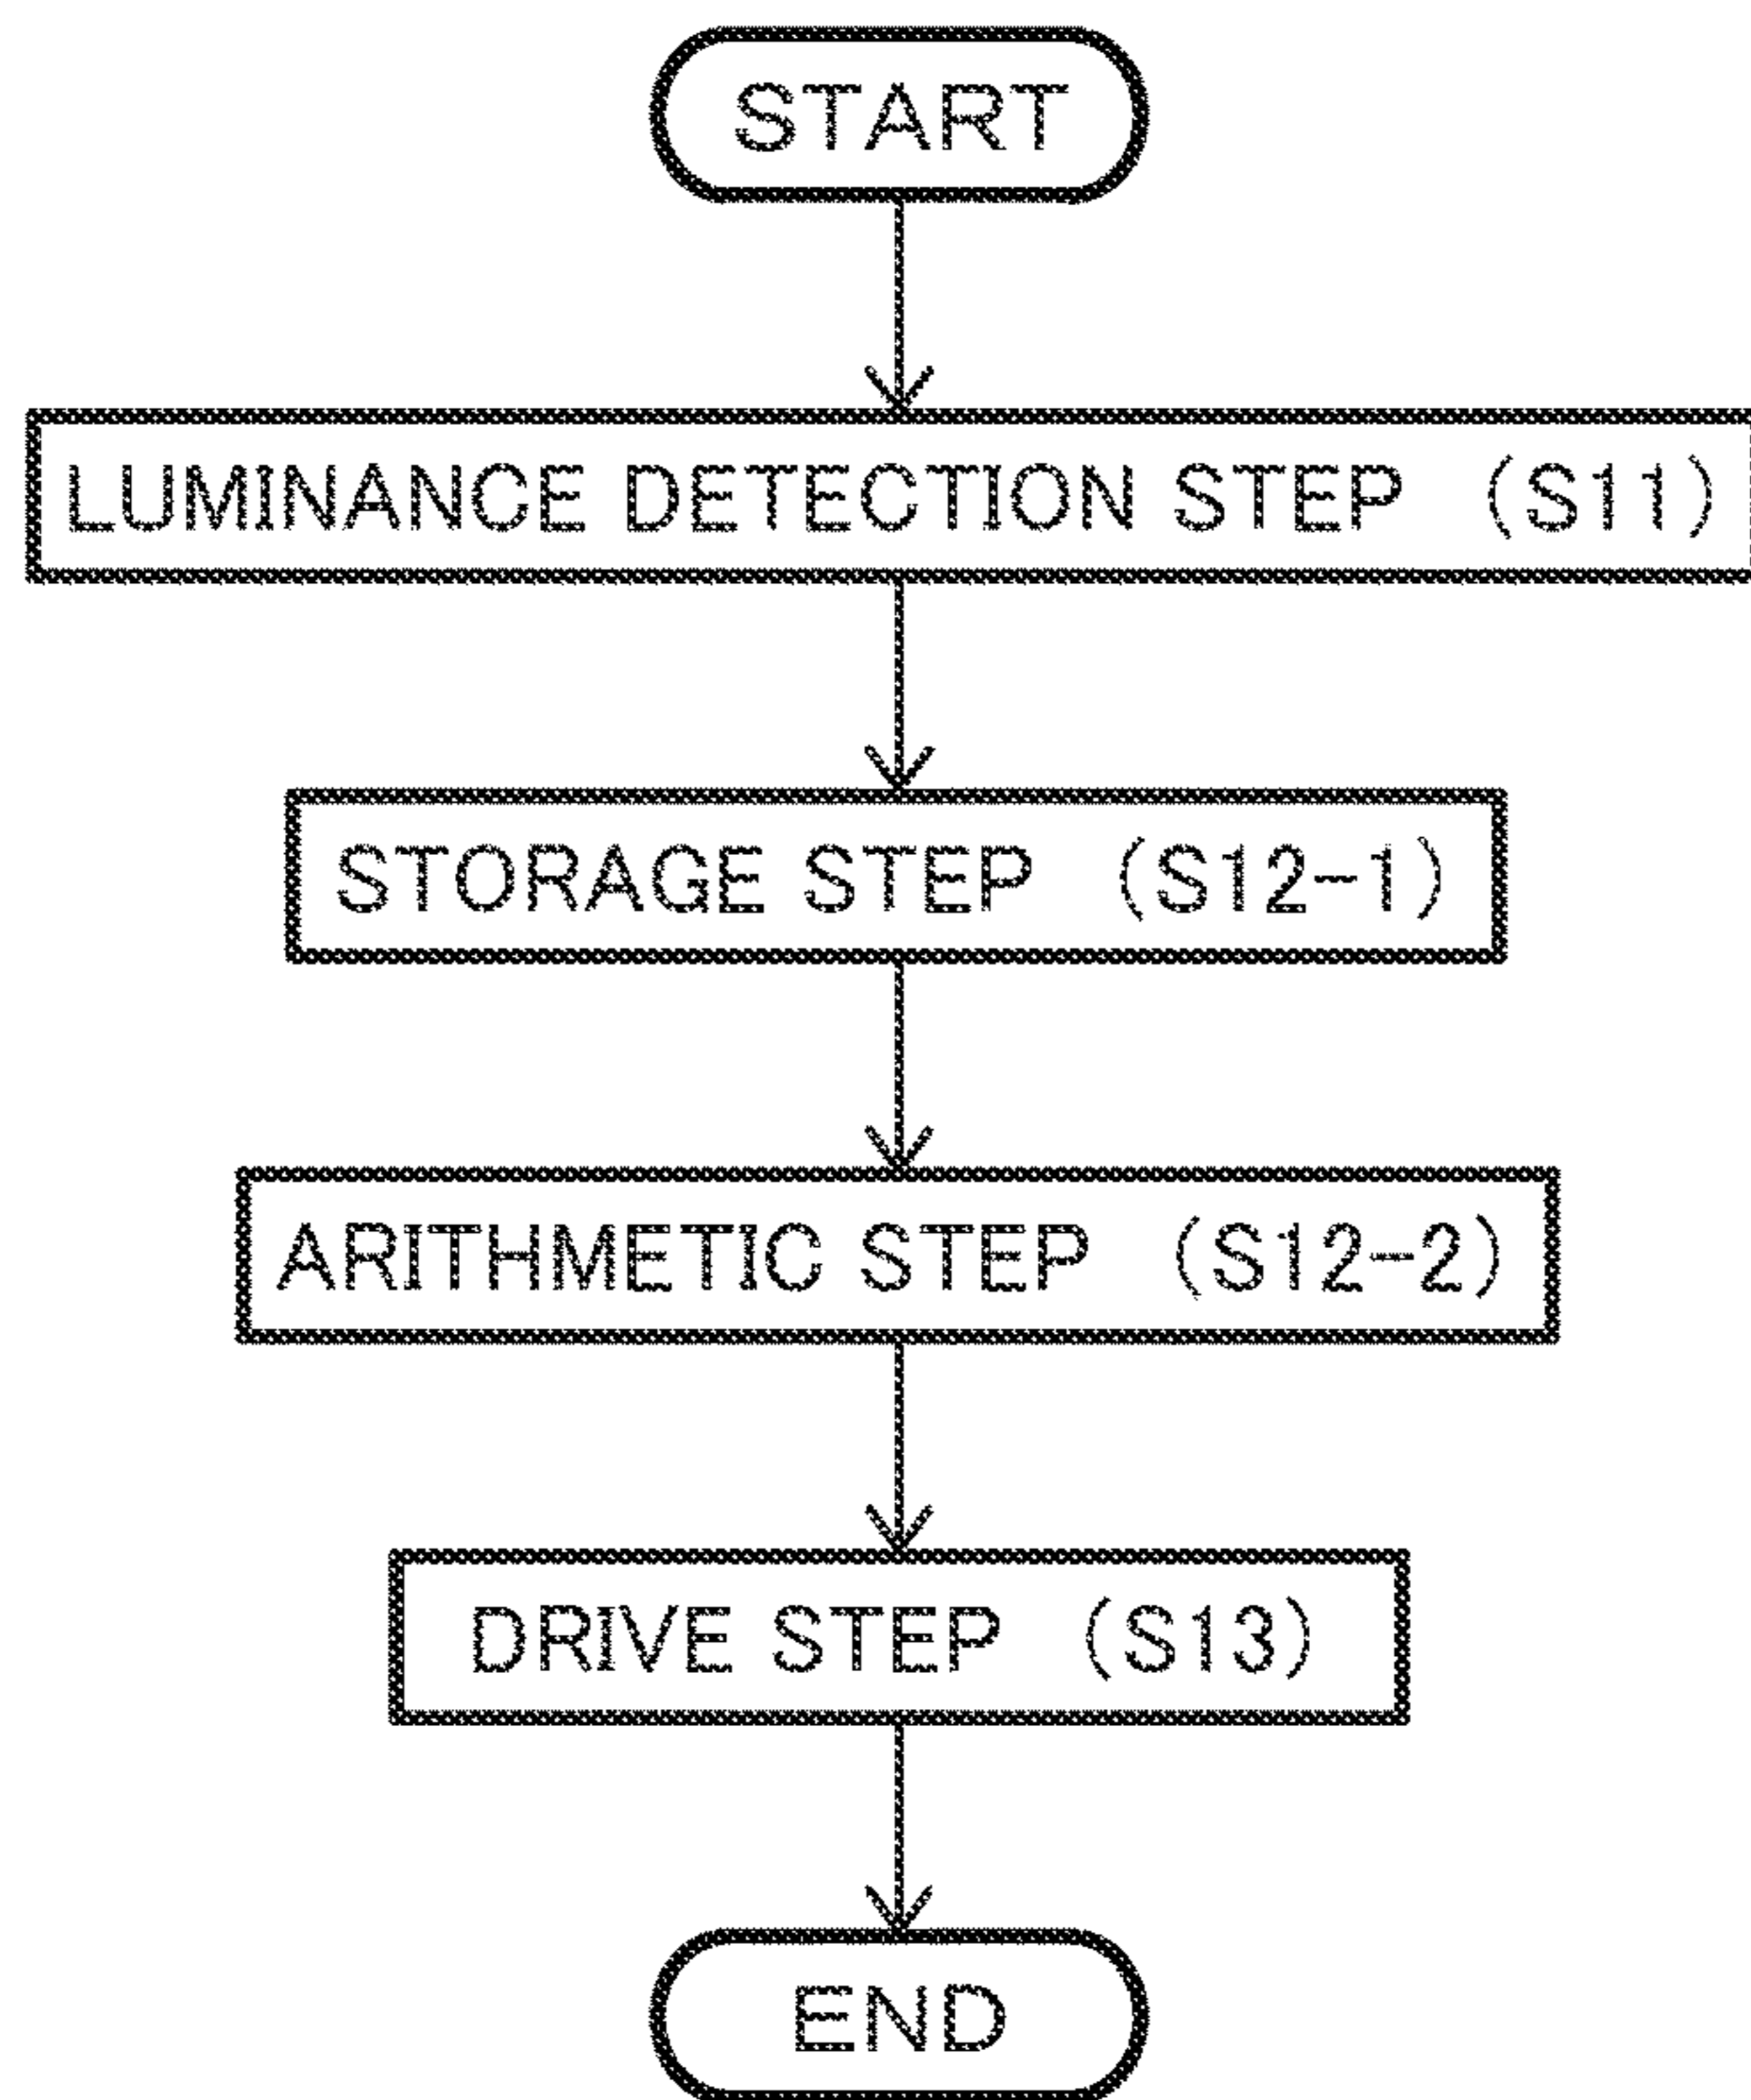 START
LUMINANCE DETECTION STEP (S11)
STORAGE STEP (S12-1)
ARITHMETIC STEP (S12-2)
DRIVE STEP (S13)
END